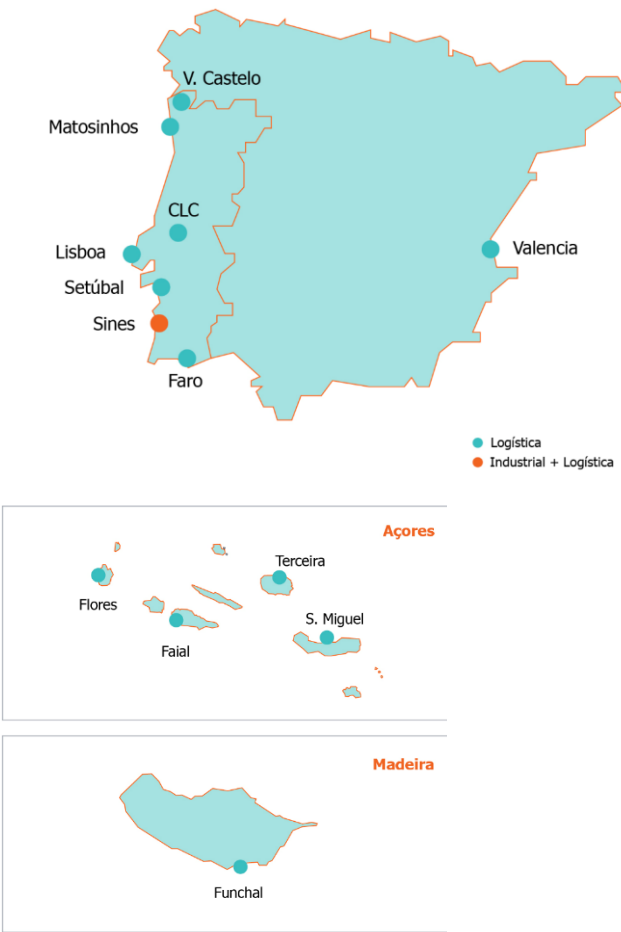 V. Castelo
Matosinhos
CLC
Lisboa
Valencia
Setúbal
Sines
Faro
Logística
Industrial + Logística
Açores
Terceira
Flores
S. Miguel
Faial
Madeira
Funchal